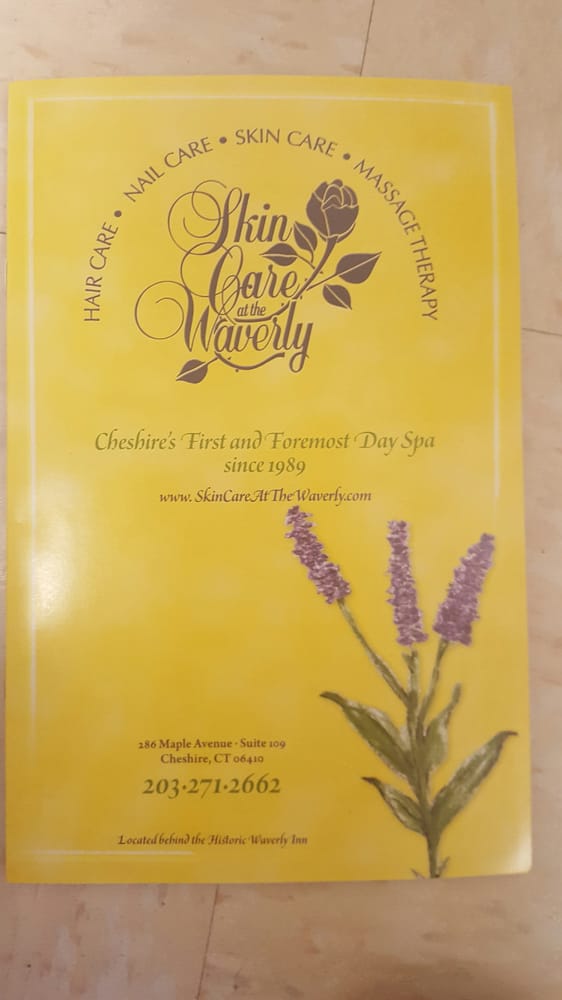 HAIR CARE • NAIL CARE • SKIN CARE • MASSAGE THERAPY
Skin
Care
at the
Waverly
Cheshire's First and Foremost Day Spa
since 1989
www.SkinCareAtTheWaverly.com
286 Maple Avenue · Suite 109
Cheshire, CT 06410
203·271·2662
Located behind the Historic Waverly Inn